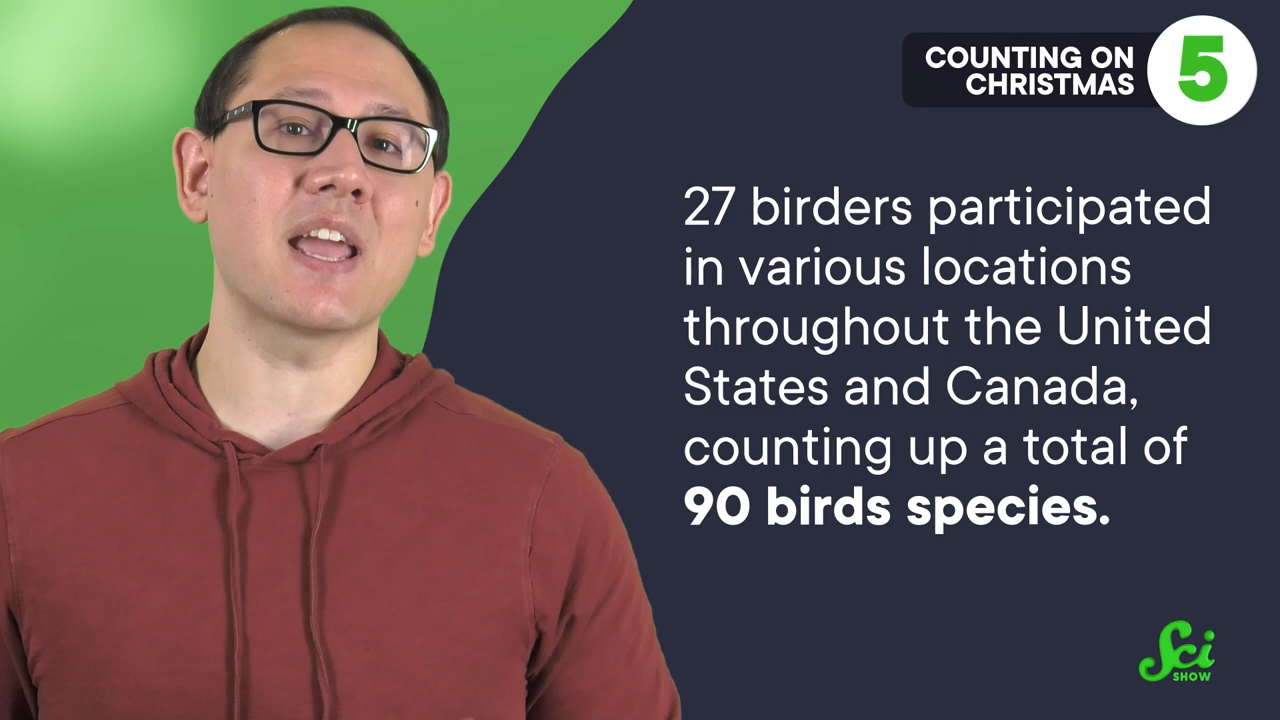 COUNTING ON
CHRISTMAS
5
27 birders participated
in various locations
throughout the United
States and Canada,
counting up a total of
90 birds species.
Sci
SHOW